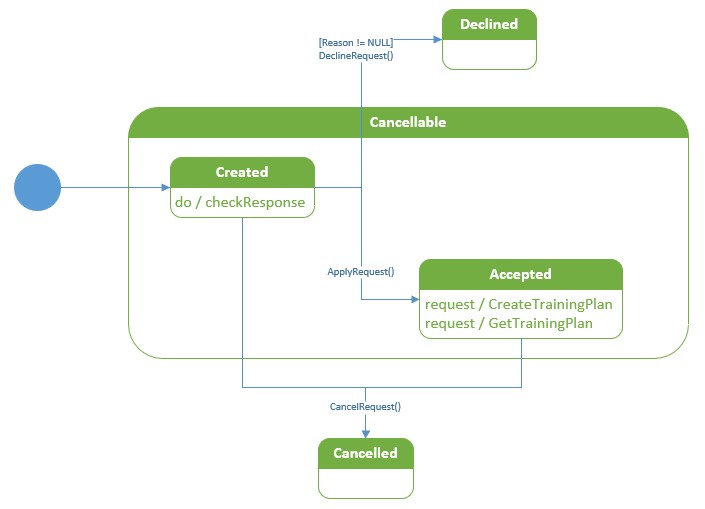 Declined
[Reason != NULL]
DeclineRequest()
Cancellable
Created
do / checkResponse
ApplyRequest()
Accepted
request / CreateTrainingPlan
request / GetTrainingPlan
CancelRequest()
Cancelled